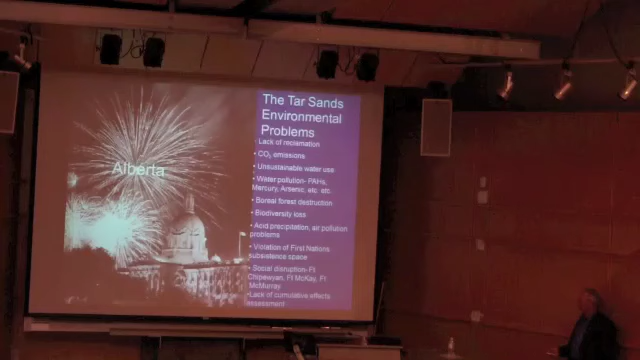 Alberta
The Tar Sands
Environmental
Problems
Lack of reclamation
• CO₂ emissions
• Unsustainable water use
• Water pollution- PAHs,
Mercury, Arsenic, etc. etc.
• Boreal forest destruction
• Biodiversity loss
• Acid precipitation, air pollution
problems
• Violation of First Nations
subsistence space
• Social disruption- Ft
Chipewyan, Ft McKay, Ft
McMurray
•Lack of cumulative effects
assessment